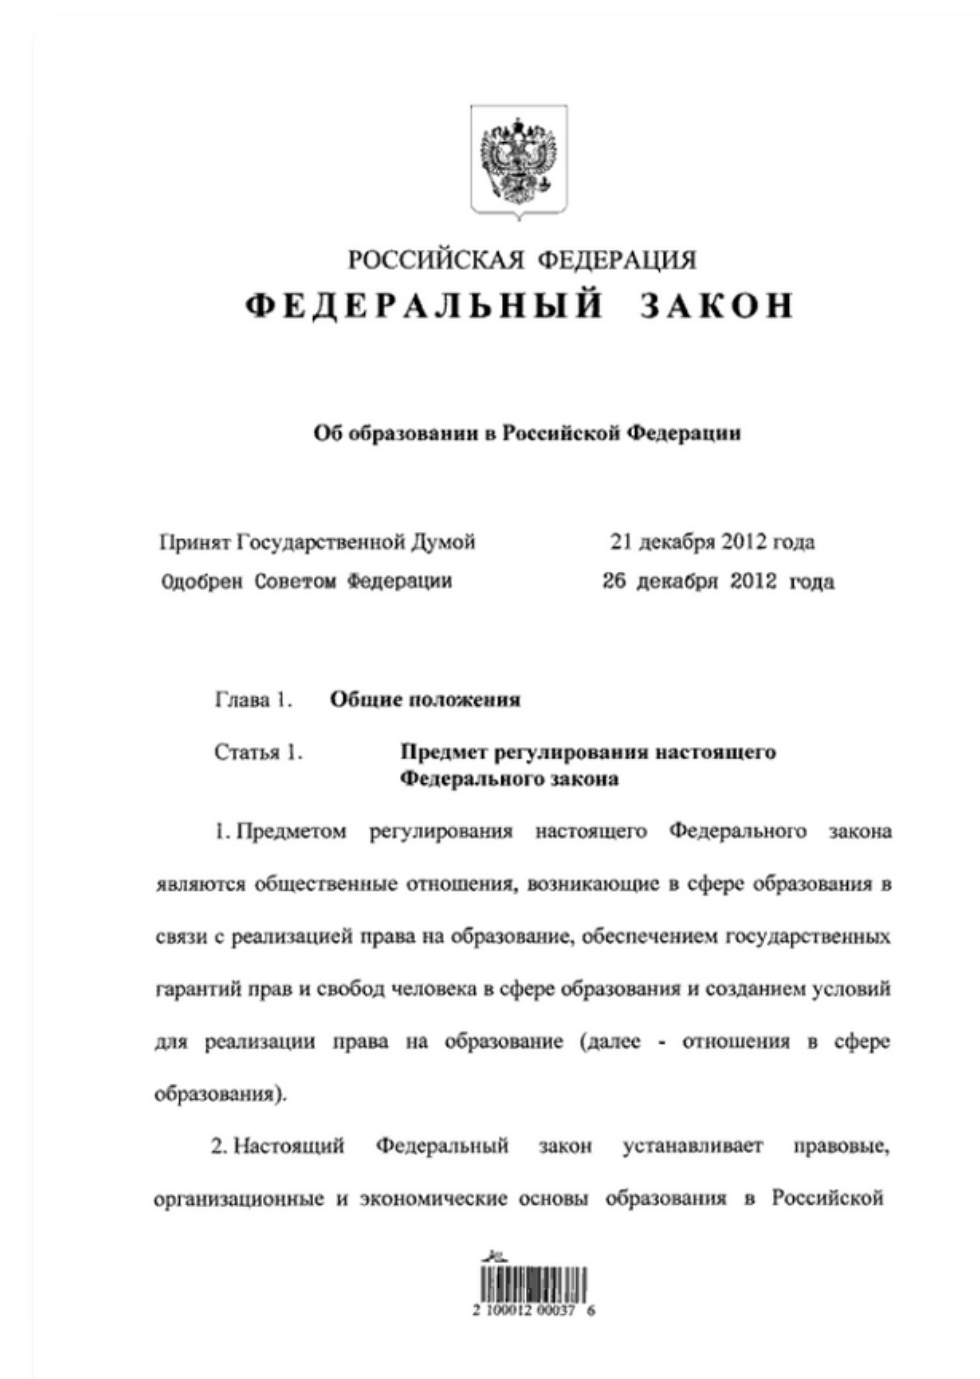 РОССИЙСКАЯ ФЕДЕРАЦИЯ
ФЕДЕРАЛЬНЫЙ ЗАКОН
Об образовании в Российской Федерации
Принят Государственной Думой 21 декабря 2012 года
Одобрен Советом Федерации 26 декабря 2012 года
Глава 1. Общие положения
Статья 1. Предмет регулирования настоящего
Федерального закона
1. Предметом регулирования настоящего Федерального закона
являются общественные отношения, возникающие в сфере образования в
связи с реализацией права на образование, обеспечением государственных
гарантий прав и свобод человека в сфере образования и созданием условий
для реализации права на образование (далее - отношения в сфере
образования).
2. Настоящий Федеральный закон устанавливает правовые,
организационные и экономические основы образования в Российской
2 100012 00037 6